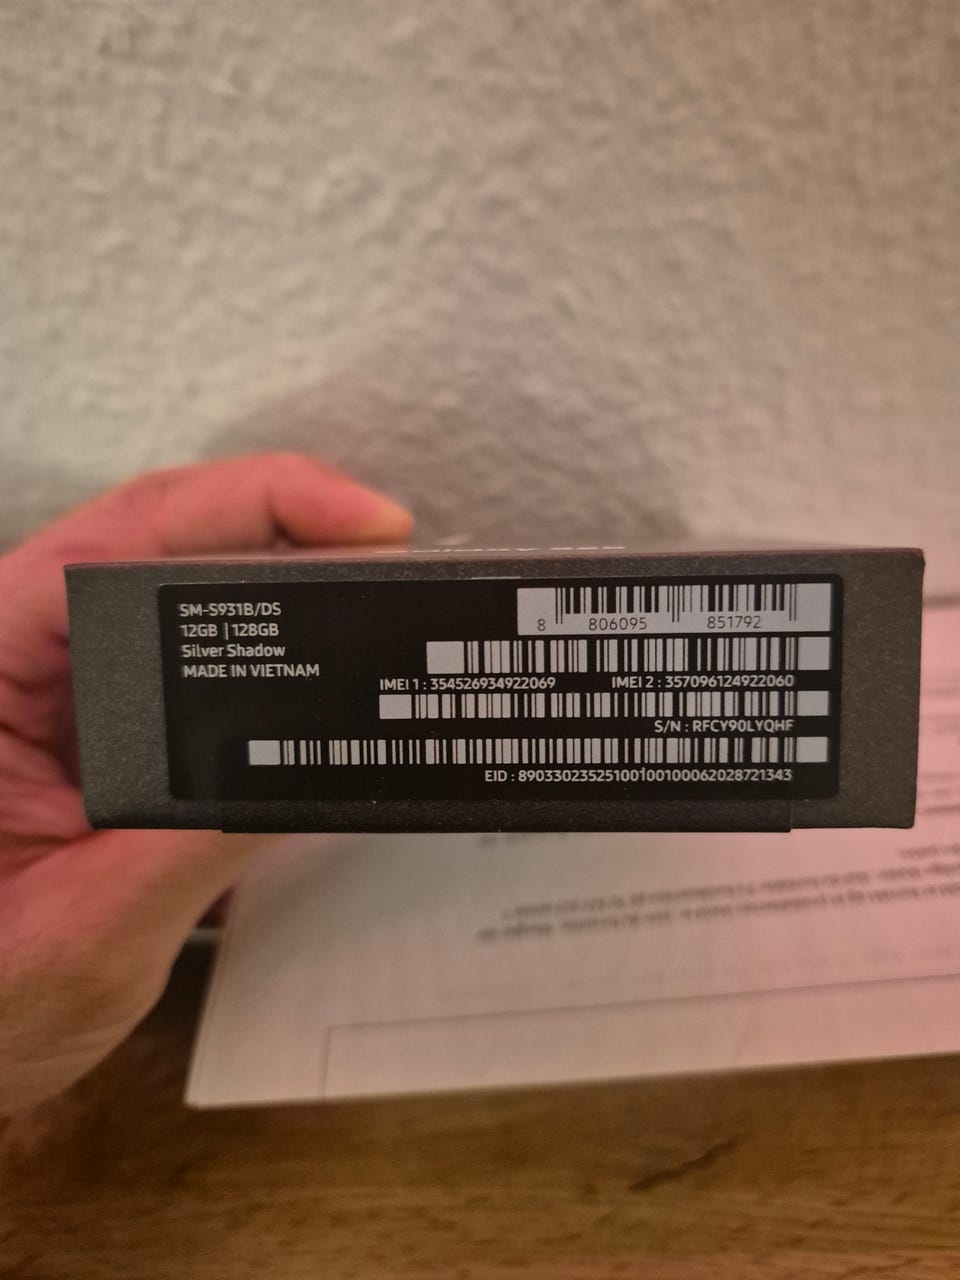 SM-S931B/DS
12GB | 128GB
Silver Shadow
MADE IN VIETNAM
8 806095 851792
IMEI 1 : 354526934922069 IMEI 2 : 357096124922060
S/N : RFCY90LYQHF
EID : 89033023525100100100062028721343